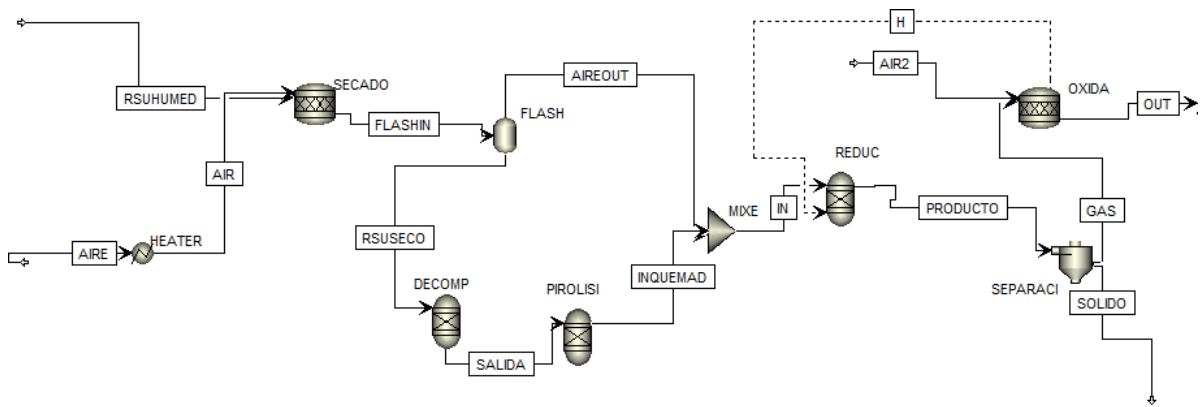 H
AIREOUT
AIR2
SECADO
OXIDA
RSUHUMED
OUT
FLASHIN
FLASH
REDUC
AIR
MIXE
IN
PRODUCTO
GAS
RSUSECO
HEATER
AIRE
INQUEMAD
DECOMP
PIROLISI
SEPARACI
SOLIDO
SALIDA